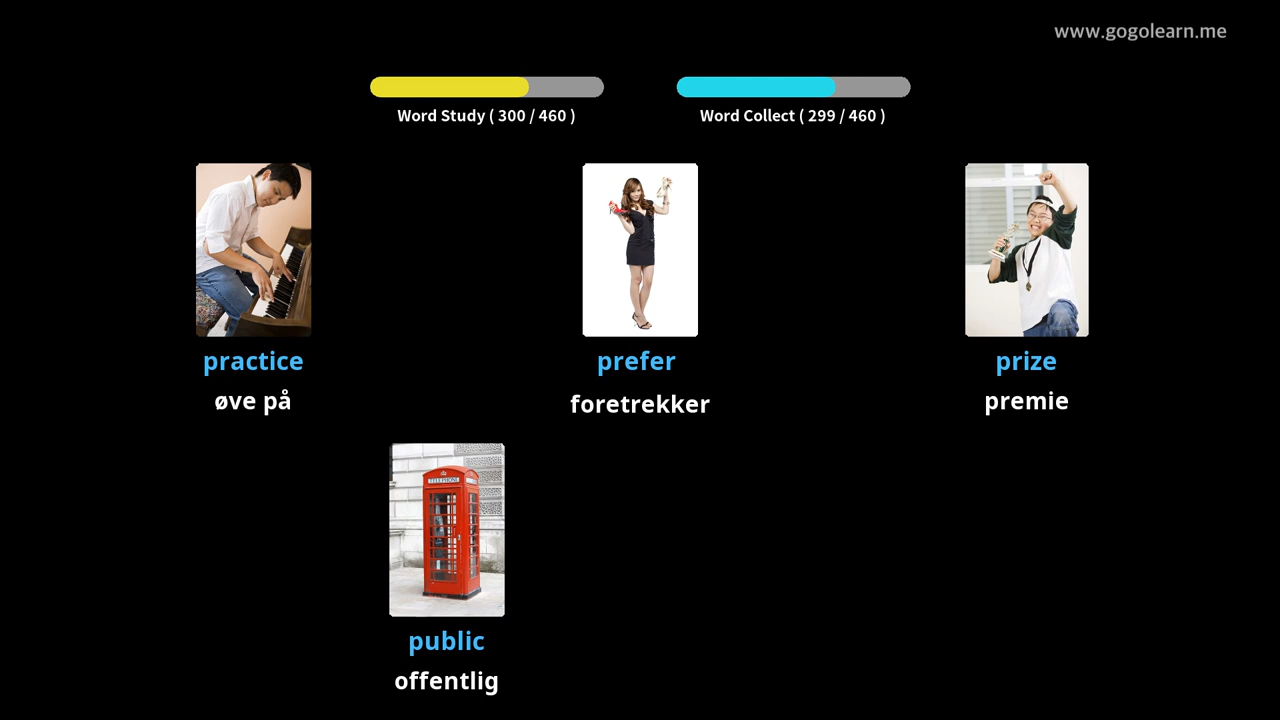 www.gogolearn.me
Word Study ( 300 / 460 )
Word Collect ( 299 / 460 )
practice
øve på
prefer
foretrekker
prize
premie
TELEPHONE
public
offentlig